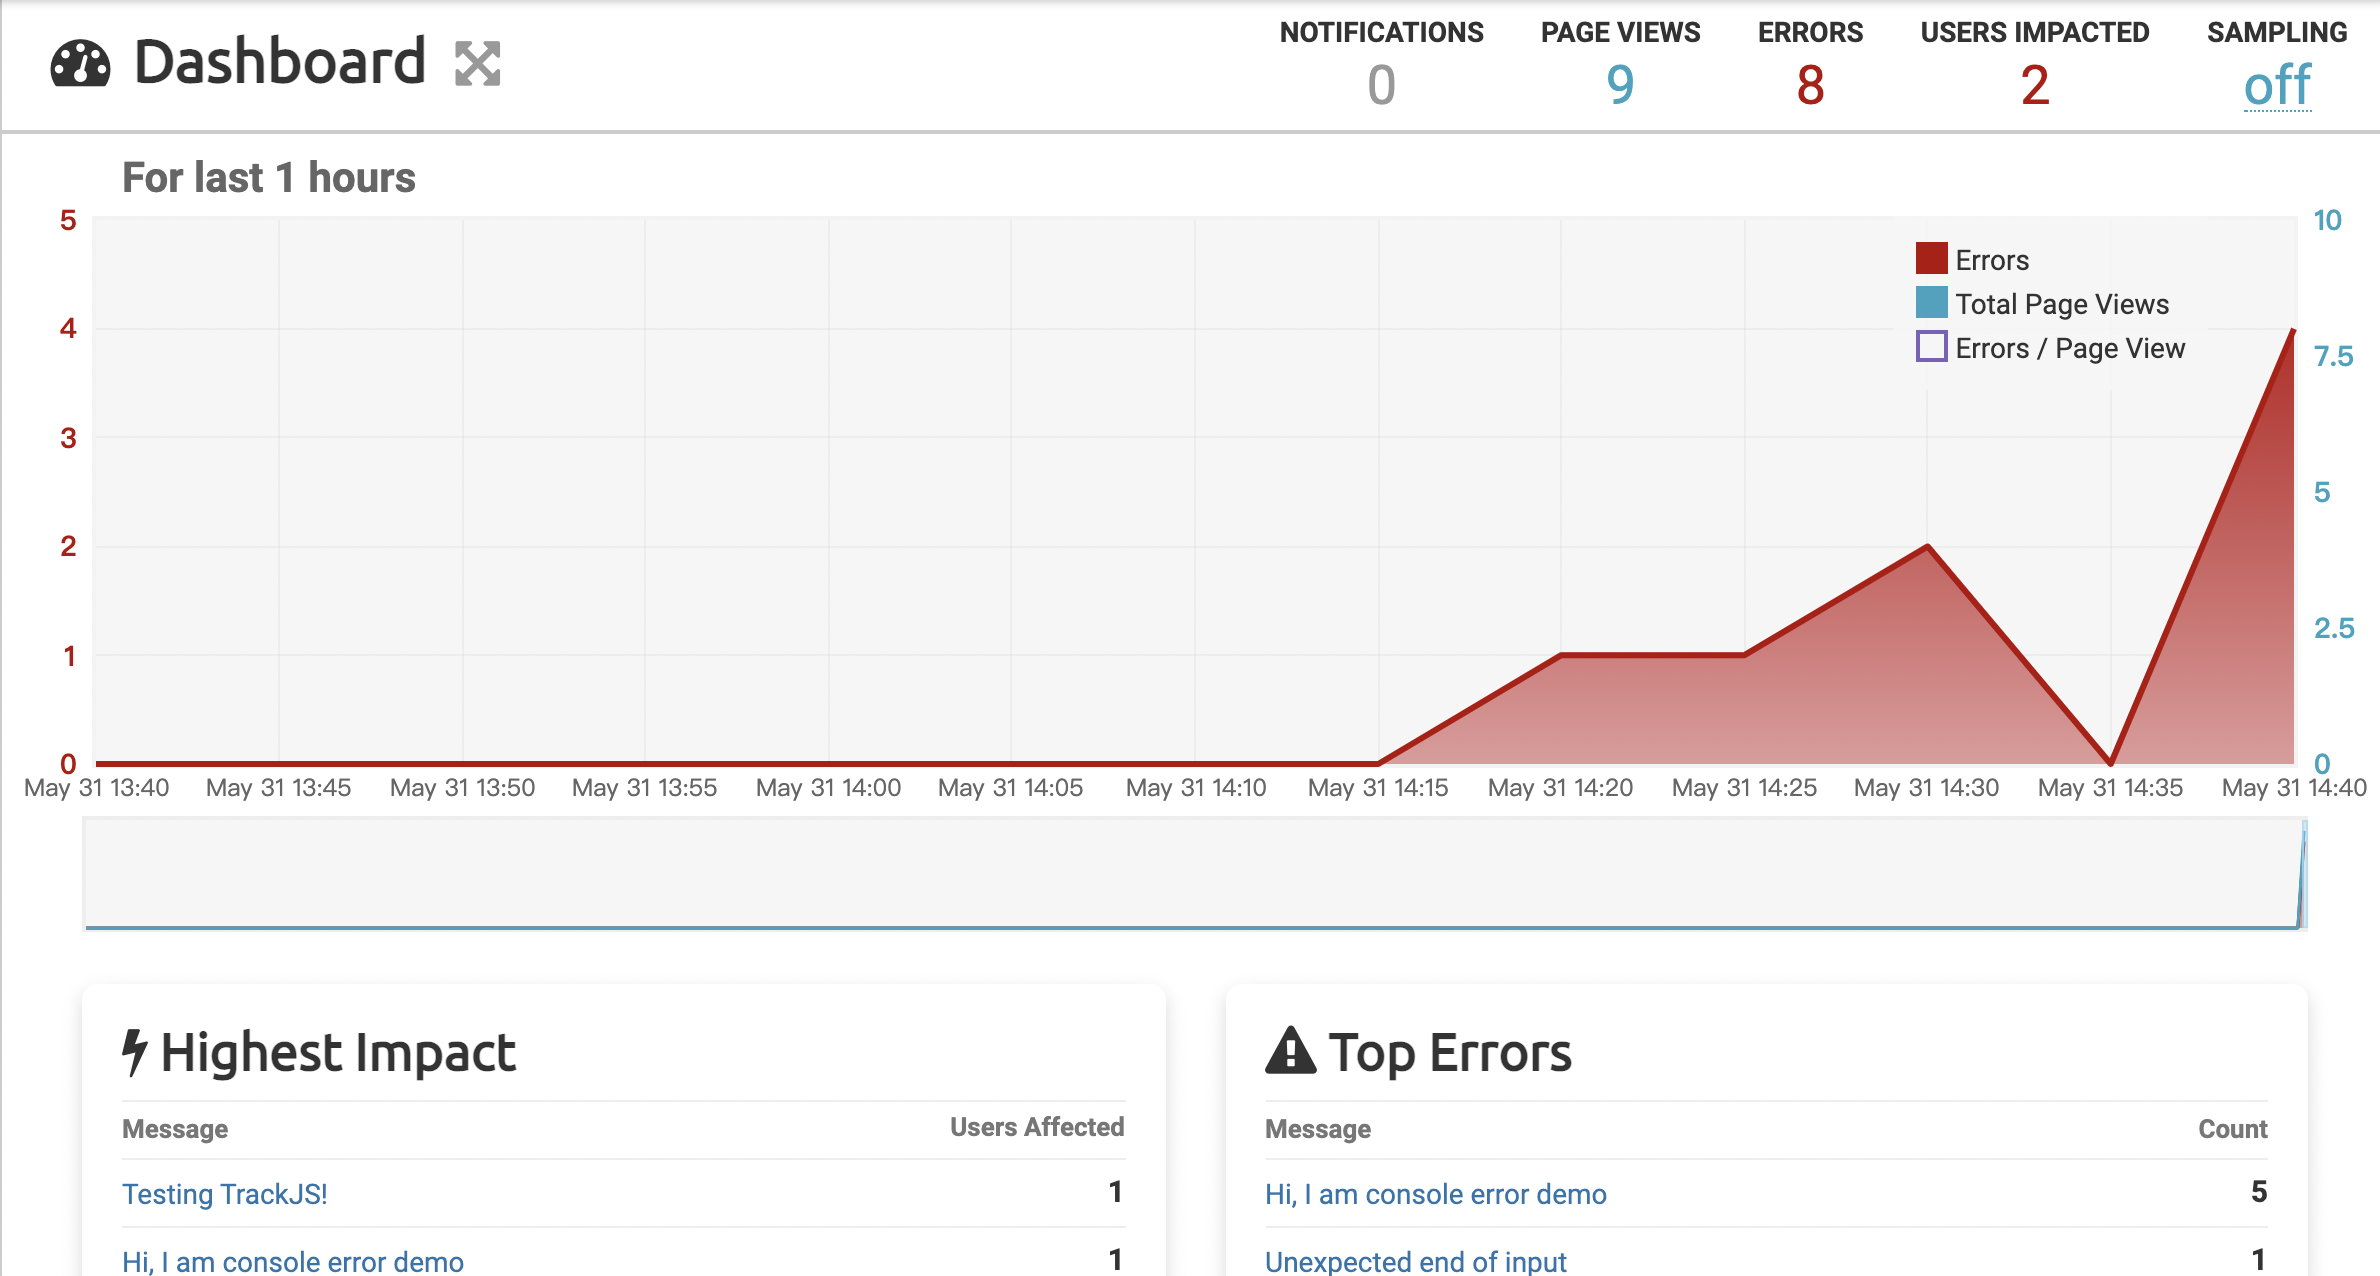 Dashboard
NOTIFICATIONS PAGE VIEWS ERRORS USERS IMPACTED SAMPLING
0 9 8 2 off
For last 1 hours
5 10
Errors
Total Page Views
4
Errors / Page View 7.5
3
5
2
2.5
1
0 0
May 31 13:40 May 31 13:45 May 31 13:50 May 31 13:55 May 31 14:00 May 31 14:05 May 31 14:10 May 31 14:15 May 31 14:20 May 31 14:25 May 31 14:30 May 31 14:35 May 31 14:40
Highest Impact
Message Users Affected
Testing TrackJS! 1
Hi, I am console error demo 1
Top Errors
Message Count
Hi, I am console error demo 5
Unexpected end of input 1